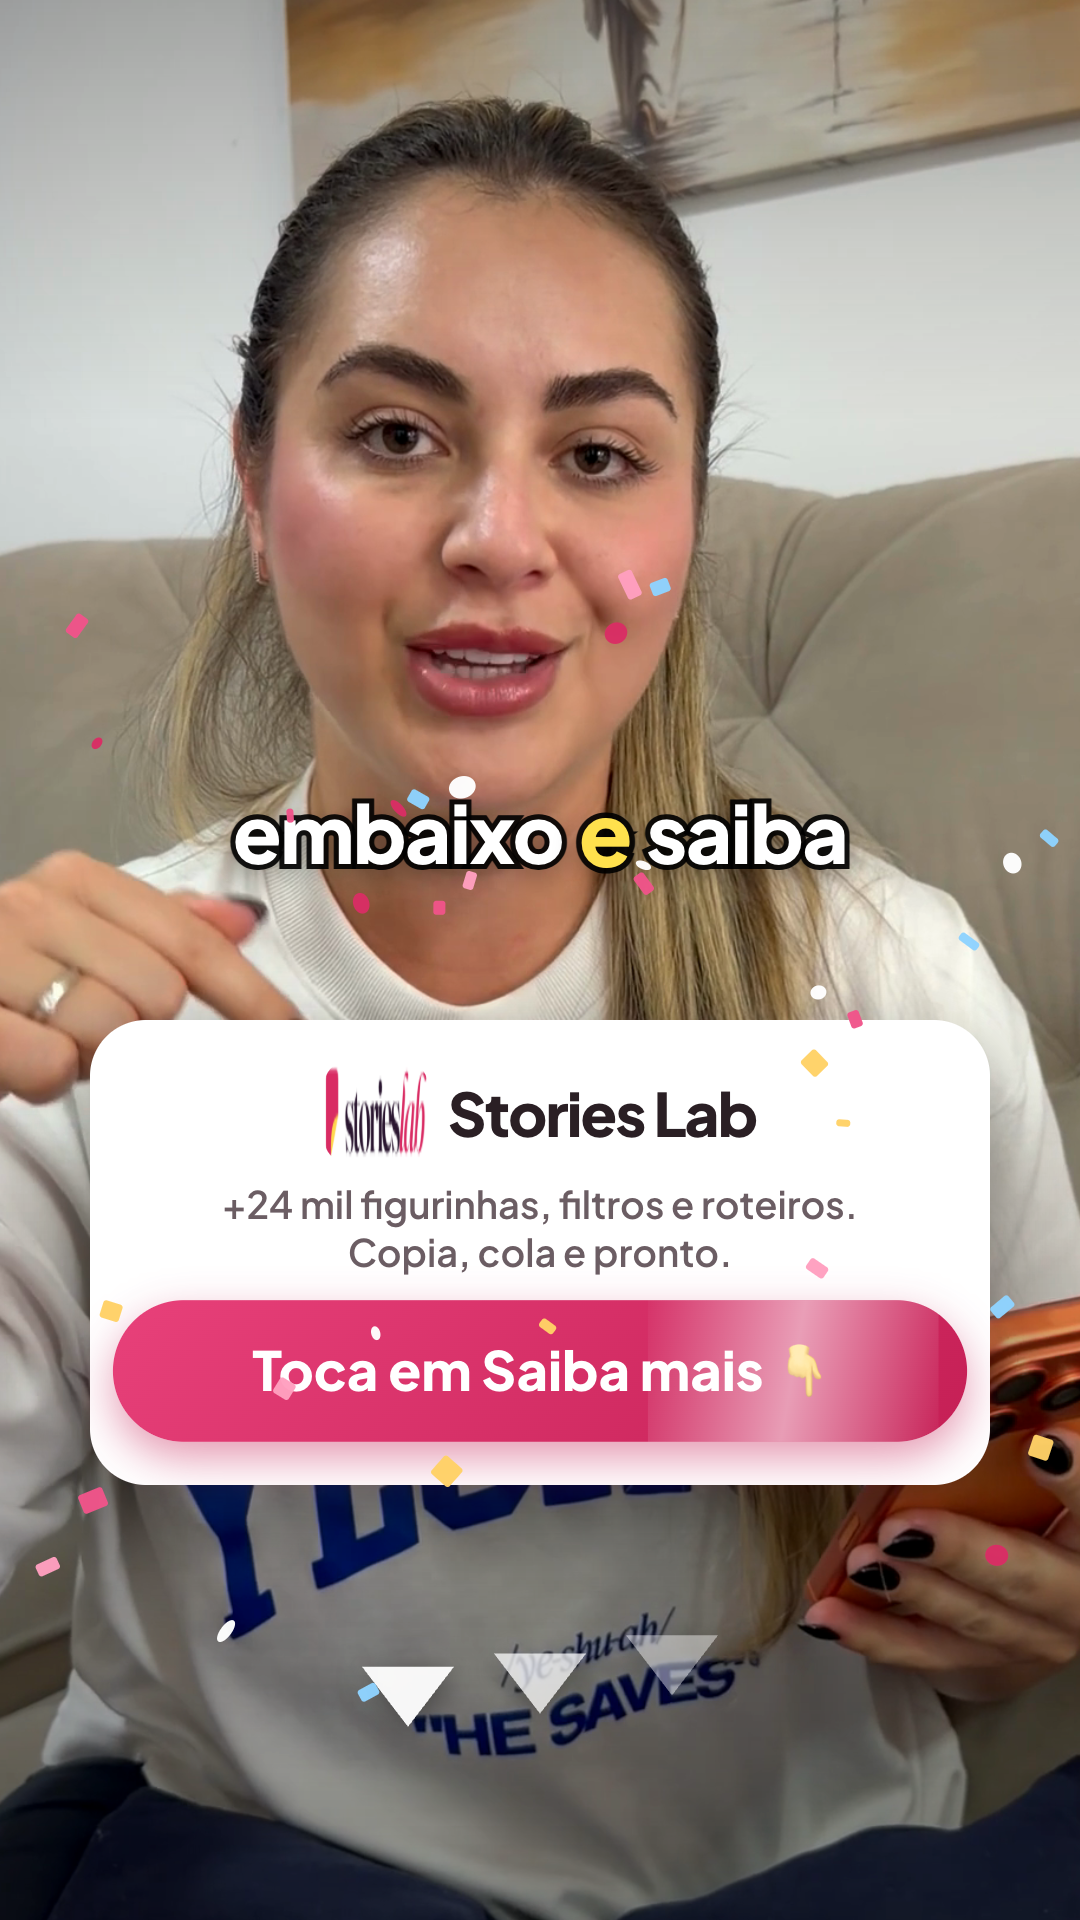 embaixo e saiba
storieslab Stories Lab
+24 mil figurinhas, filtros e roteiros.
Copia, cola e pronto.
Toca em Saiba mais 👇
/ye-shu-ah/
"HE SAVES"